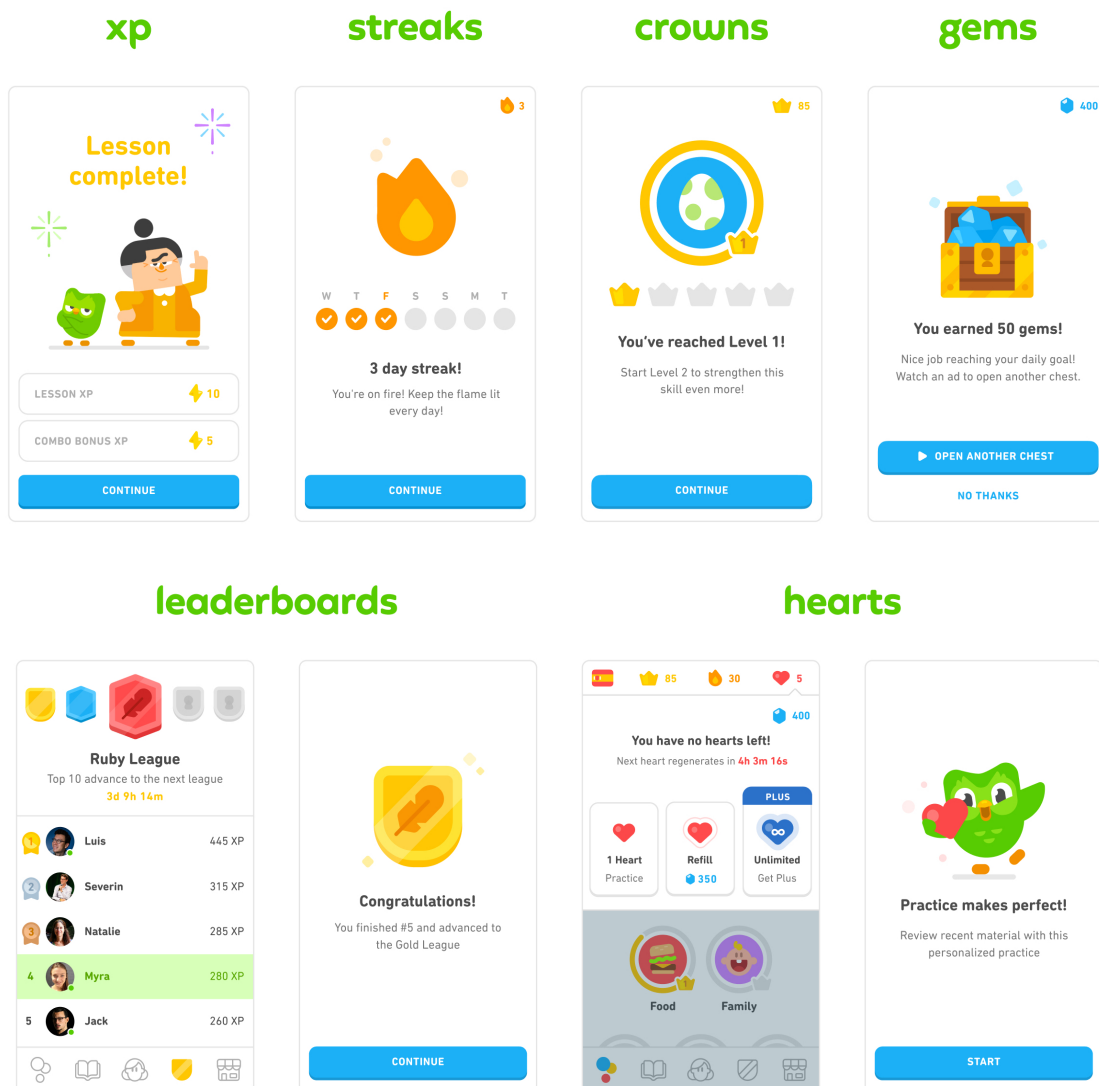 xp
streaks
crowns
gems
Lesson
complete!
LESSON XP
10
COMBO BONUS XP
5
CONTINUE
3
W T F S S M T
3 day streak!
You're on fire! Keep the flame lit
every day!
CONTINUE
85
1
You've reached Level 1!
Start Level 2 to strengthen this
skill even more!
CONTINUE
400
You earned 50 gems!
Nice job reaching your daily goal!
Watch an ad to open another chest.
OPEN ANOTHER CHEST
NO THANKS
leaderboards
hearts
Ruby League
Top 10 advance to the next league
3d 9h 14m
1 Luis 445 XP
2 Severin 315 XP
3 Natalie 285 XP
4 Myra 280 XP
5 Jack 260 XP
Congratulations!
You finished #5 and advanced to
the Gold League
CONTINUE
85 30 5
400
You have no hearts left!
Next heart regenerates in 4h 3m 16s
PLUS
1 Heart
Practice
Refill
350
Unlimited
Get Plus
1
Food
Family
Practice makes perfect!
Review recent material with this
personalized practice
START